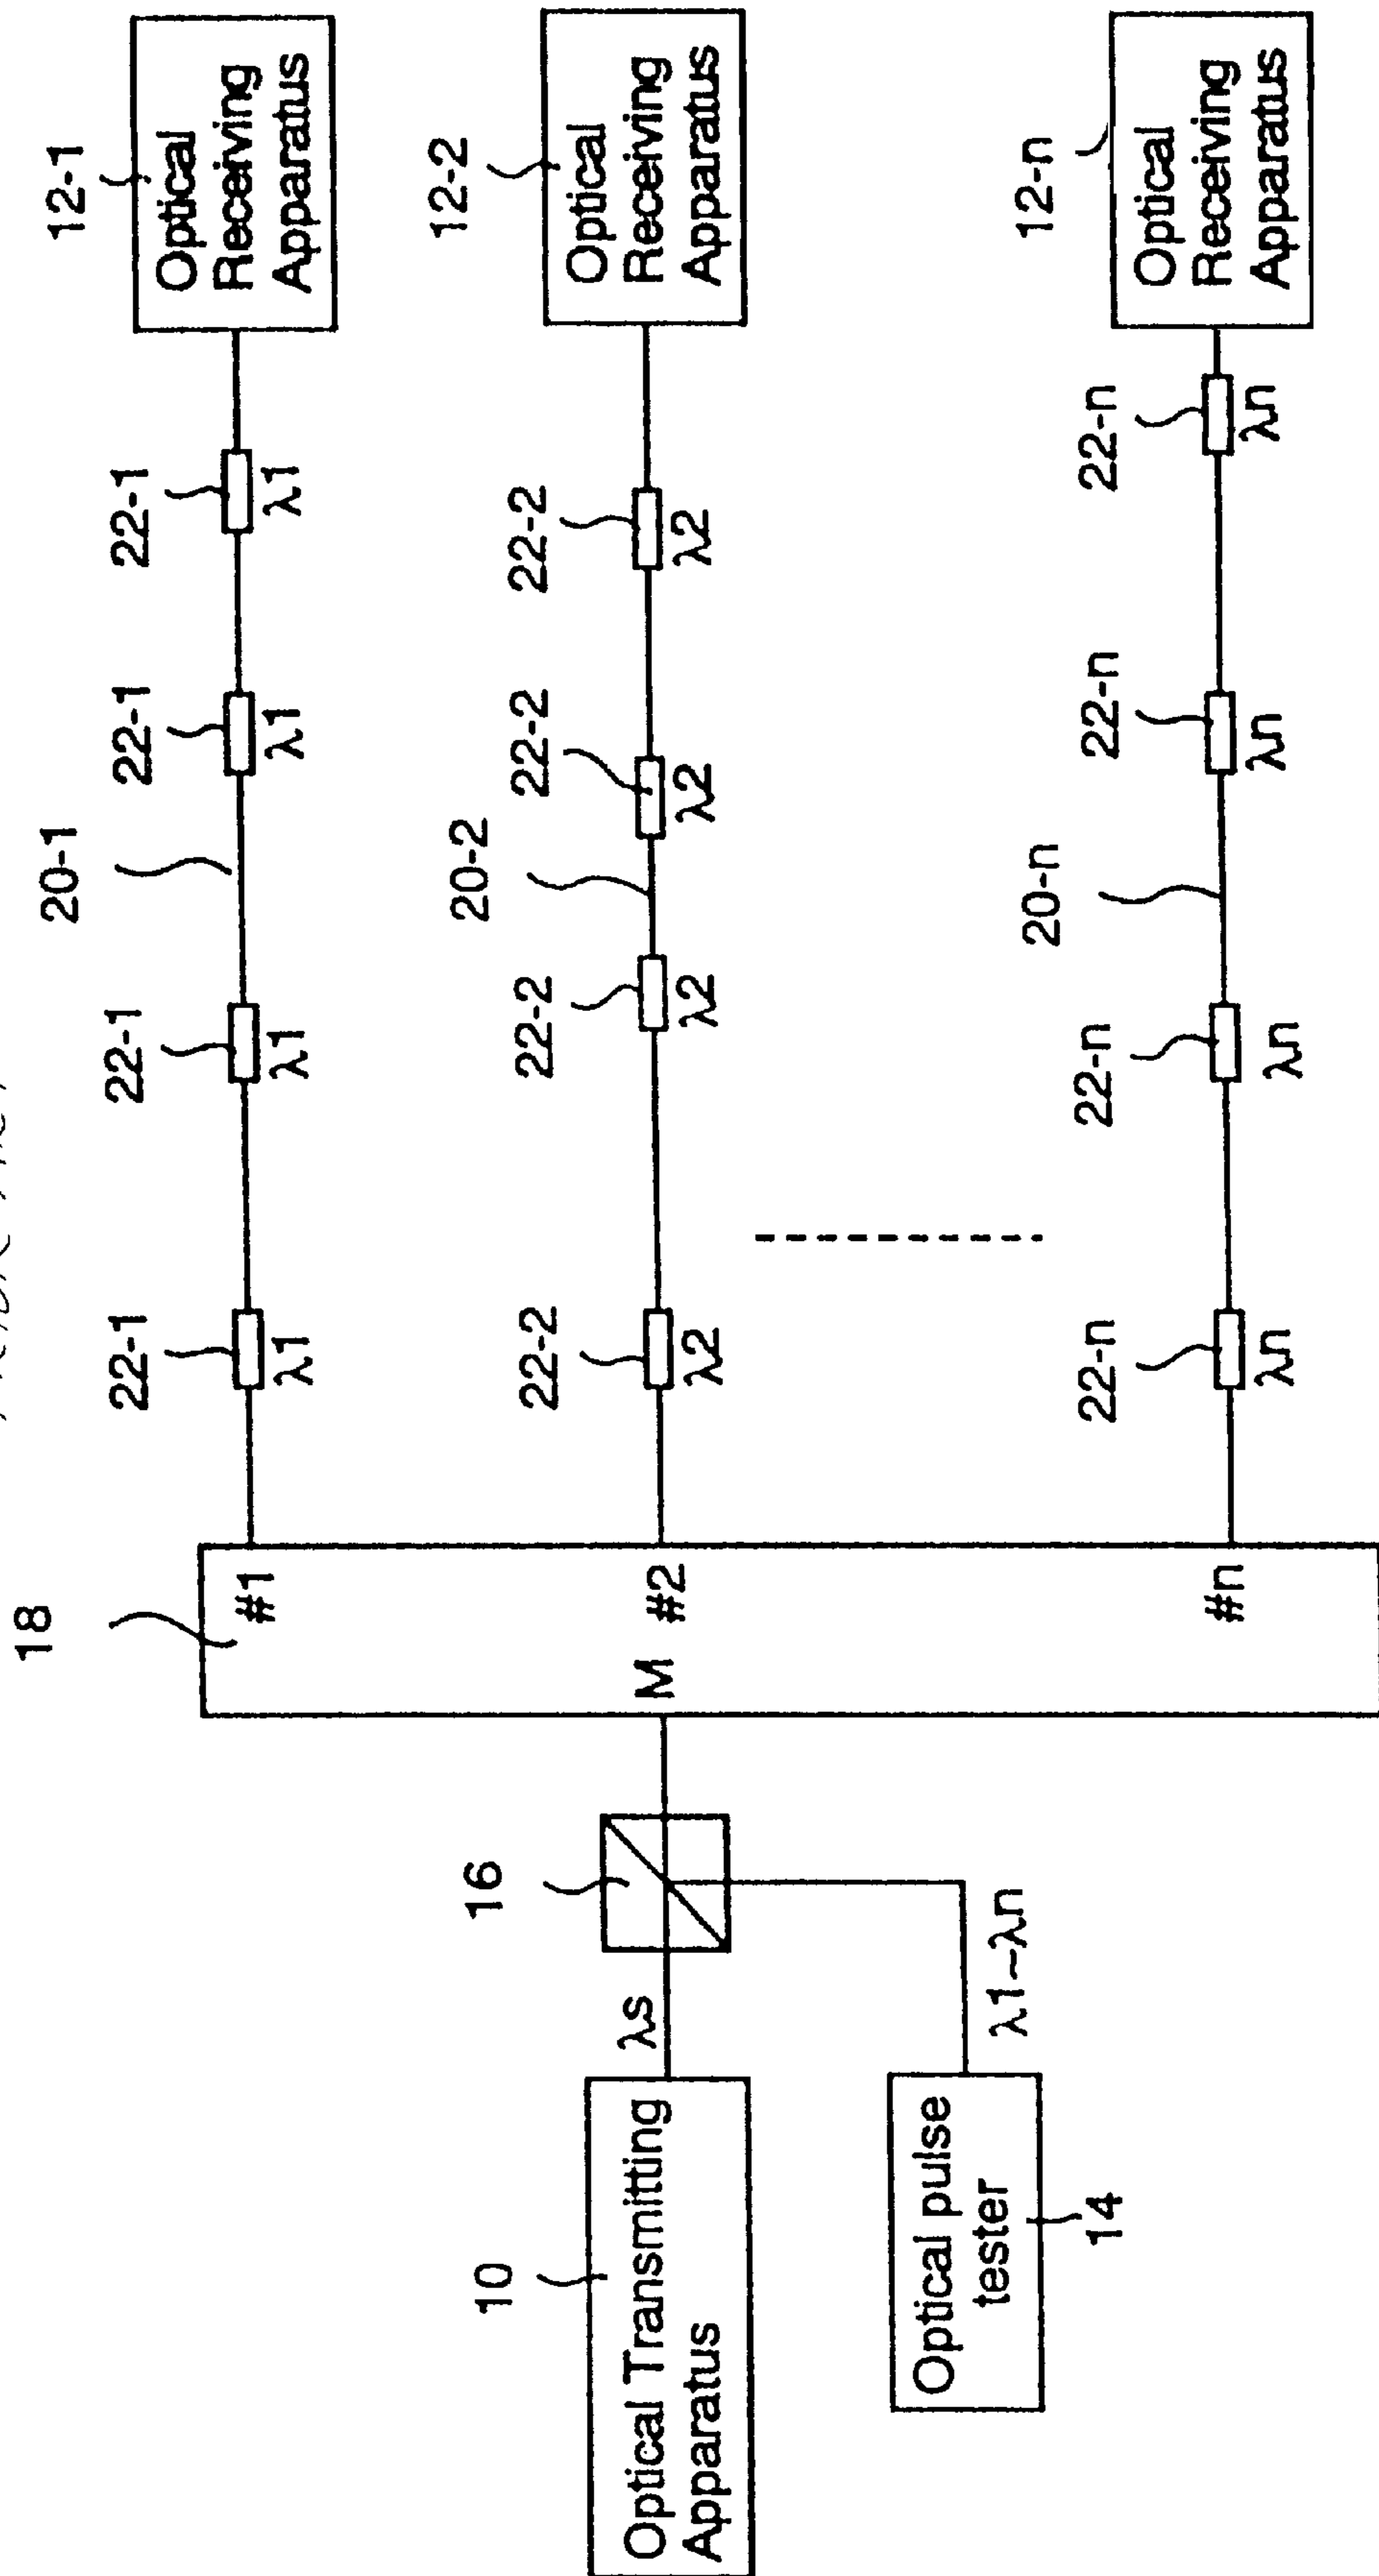 18
20-1
12-1
22-1
22-1
22-1
22-1
Optical
Receiving
Apparatus
#1
λ1
λ1
λ1
λ1
10
16
20-2
12-2
22-2
22-2
22-2
22-2
Optical
Receiving
Apparatus
Optical Transmitting
Apparatus
λs
M
#2
λ2
λ2
λ2
λ2
Optical pulse
tester
λ1~λn
14
20-n
12-n
22-n
22-n
22-n
22-n
Optical
Receiving
Apparatus
#n
λn
λn
λn
λn